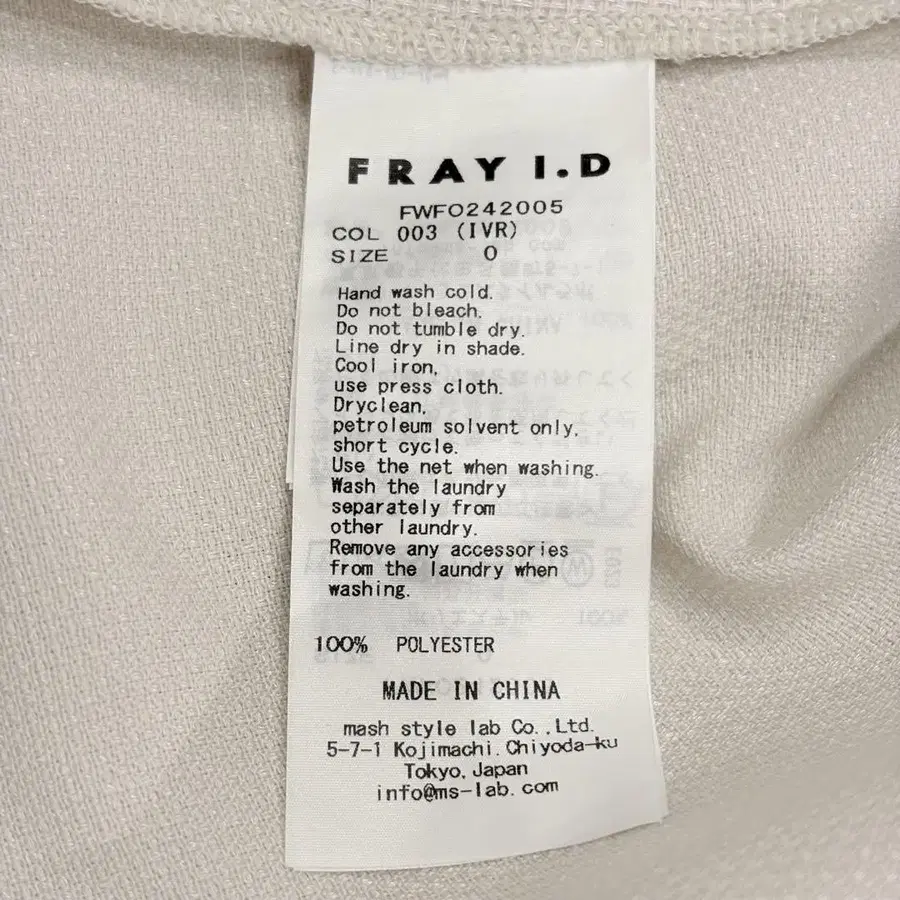 FRAY I.D
FWFO242005
COL 003 (IVR)
SIZE 0
Hand wash cold.
Do not bleach.
Do not tumble dry.
Line dry in shade.
Cool iron,
use press cloth.
Dryclean,
petroleum solvent only,
short cycle.
Use the net when washing.
Wash the laundry
separately from
other laundry.
Remove any accessories
from the laundry when
washing.
100% POLYESTER
MADE IN CHINA
mash style lab Co.,Ltd.
5-7-1 Kojimachi.Chiyoda-ku
Tokyo,Japan
info@ms-lab.com